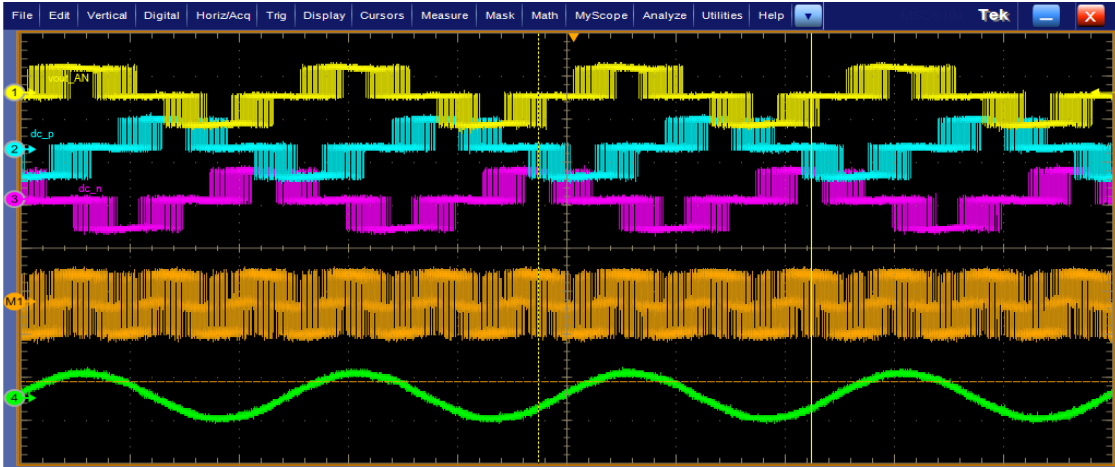 File Edit Vertical Digital Horiz/Acq Trig Display Cursors Measure Mask Math MyScope Analyze Utilities Help Tek
vout_AN
1
dc_p
2
dc_n
3
M1
4